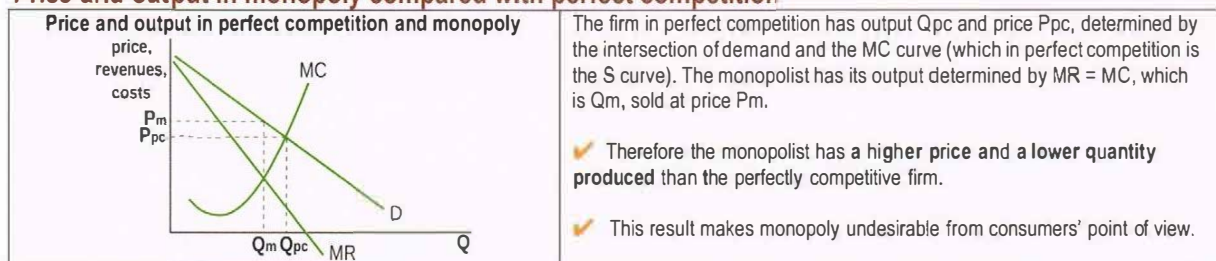 Price and output in monopoly compared with perfect competition
Price and output in perfect competition and monopoly
price,
revenues,
costs
MC
Pm
Ppc
D
Qm Qpc
Q
MR
The firm in perfect competition has output Qpc and price Ppc, determined by
the intersection of demand and the MC curve (which in perfect competition is
the S curve). The monopolist has its output determined by MR = MC, which
is Qm, sold at price Pm.
✔ Therefore the monopolist has a higher price and a lower quantity
produced than the perfectly competitive firm.
✔ This result makes monopoly undesirable from consumers' point of view.